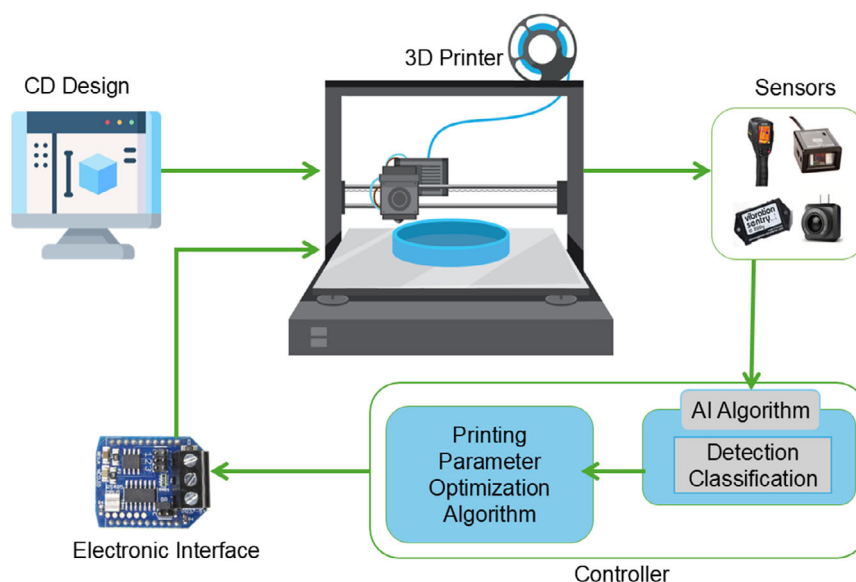 3D Printer
CD Design
Sensors
vibration
sentry
AI Algorithm
Detection
Classification
Printing
Parameter
Optimization
Algorithm
Electronic Interface
Controller